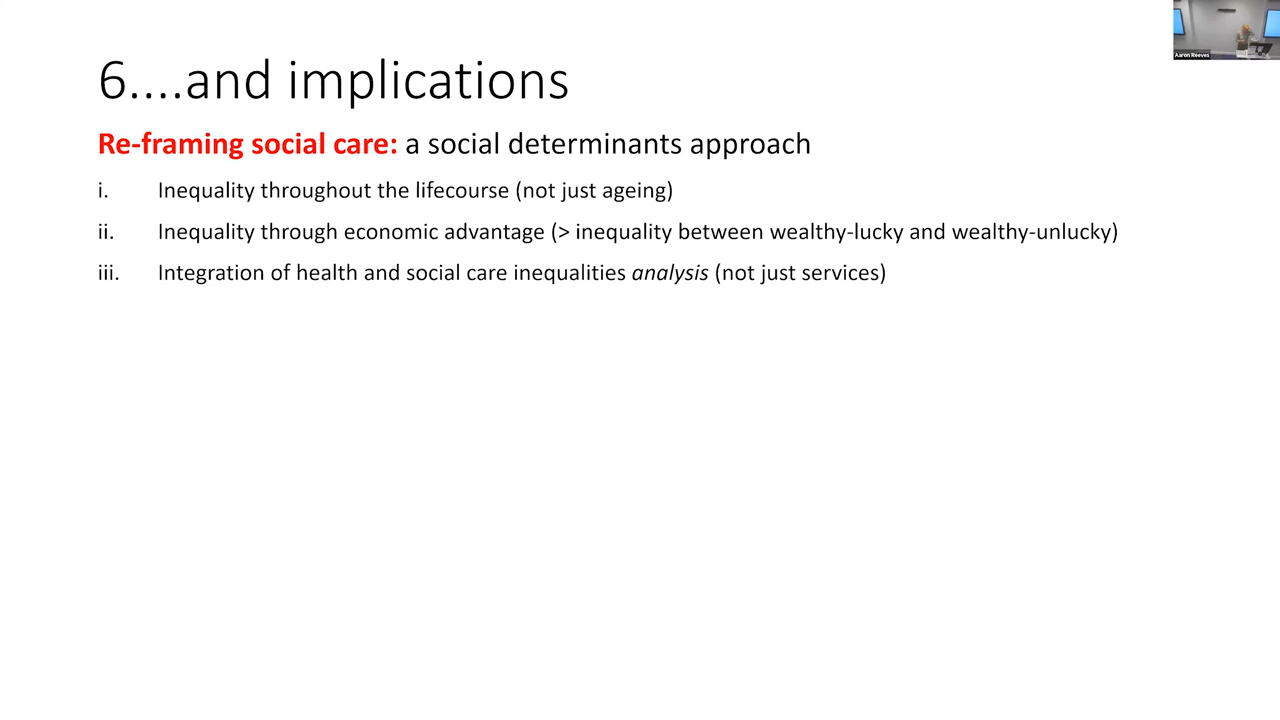 6....and implications
Re-framing social care: a social determinants approach
i. Inequality throughout the lifecourse (not just ageing)
ii. Inequality through economic advantage (> inequality between wealthy-lucky and wealthy-unlucky)
iii. Integration of health and social care inequalities analysis (not just services)
Aaron Reeves